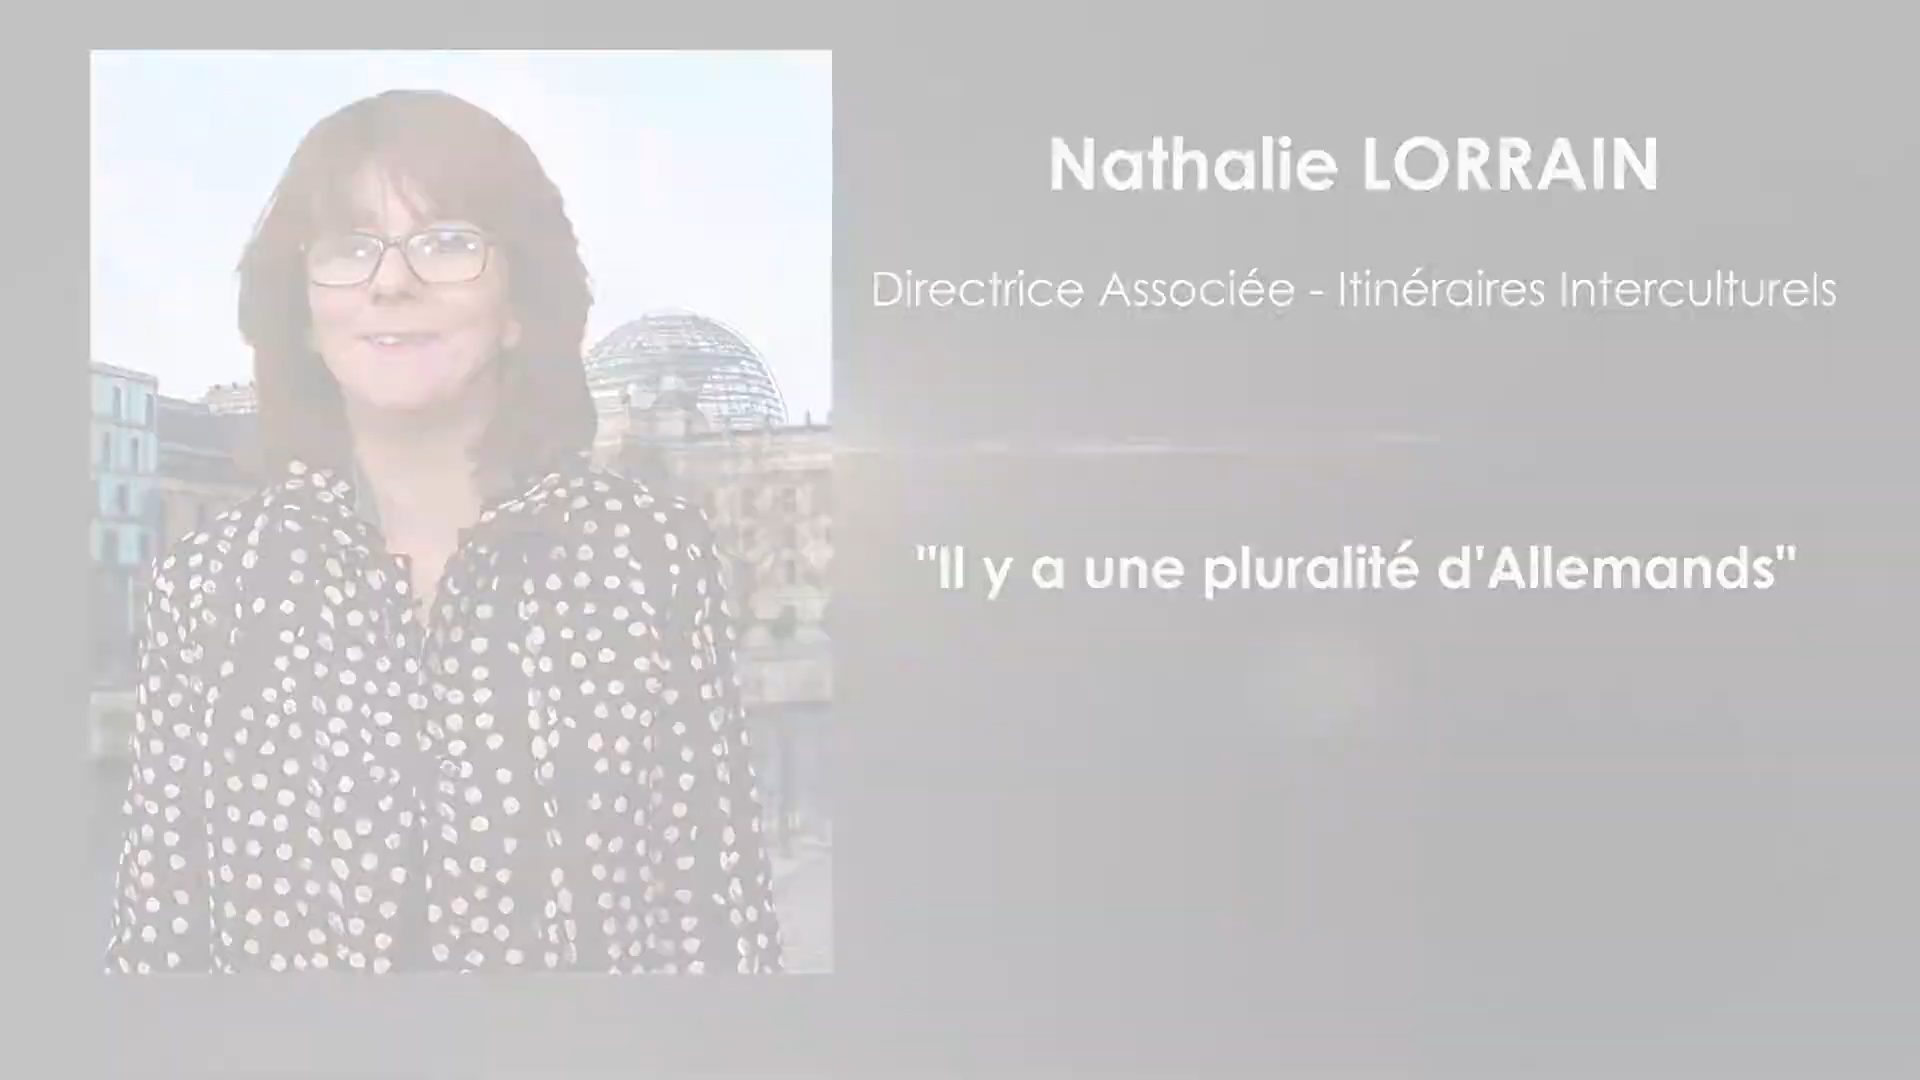 Nathalie LORRAIN
Directrice Associée - Itinéraires Interculturels
"Il y a une pluralité d'Allemands"